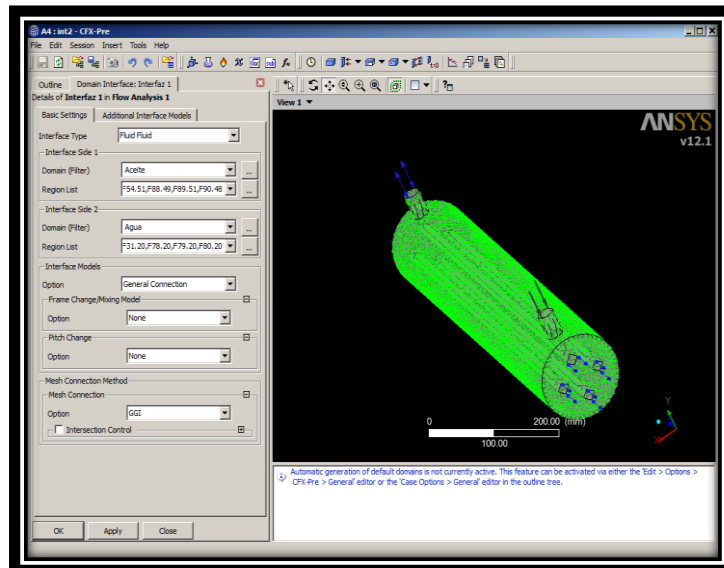 A4 : int2 - CFX-Pre
File Edit Session Insert Tools Help
Outline Domain Interface: Interfaz 1
Details of Interfaz 1 in Flow Analysis 1
Basic Settings Additional Interface Models
Interface Type Fluid Fluid
Interface Side 1
Domain (Filter) Aceite ...
Region List F54.51,F88.49,F89.51,F90.48 ...
Interface Side 2
Domain (Filter) Agua ...
Region List F31.20,F78.20,F79.20,F80.20 ...
Interface Models
Option General Connection
Frame Change/Mixing Model
Option None
Pitch Change
Option None
Mesh Connection Method
Mesh Connection
Option GGI
Intersection Control
OK Apply Close
View 1
ANSYS
v12.1
0 200.00 (mm)
100.00
Y
X
Automatic generation of default domains is not currently active. This feature can be activated via either the 'Edit > Options >
CFX-Pre > General' editor or the 'Case Options > General' editor in the outline tree.